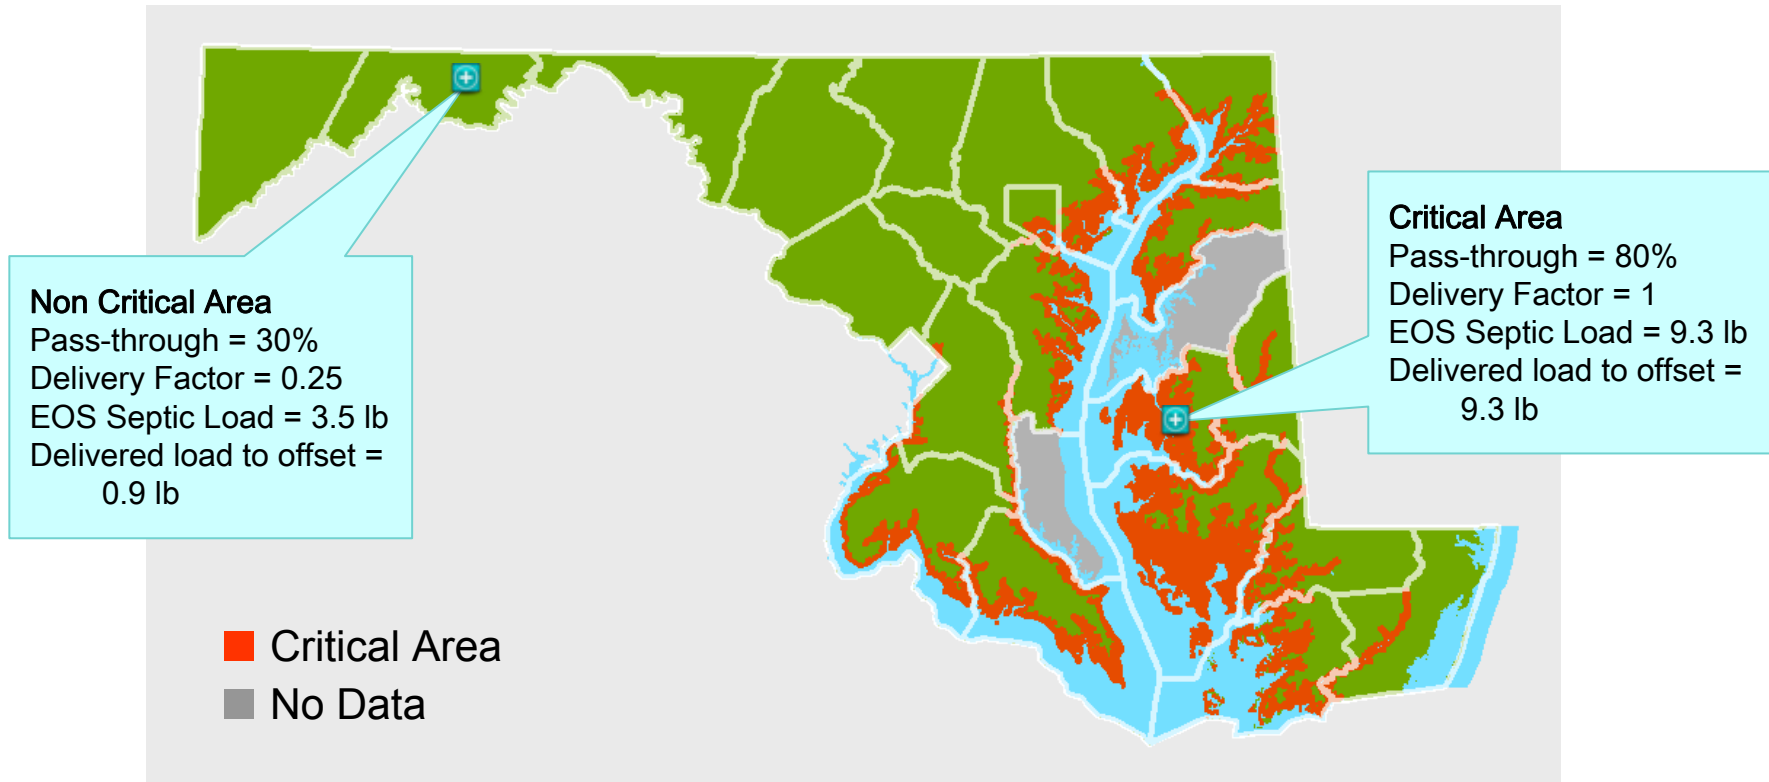 Non Critical Area
Pass-through = 30%
Delivery Factor = 0.25
EOS Septic Load = 3.5 lb
Delivered load to offset =
0.9 lb
Critical Area
Pass-through = 80%
Delivery Factor = 1
EOS Septic Load = 9.3 lb
Delivered load to offset =
9.3 lb
Critical Area
No Data